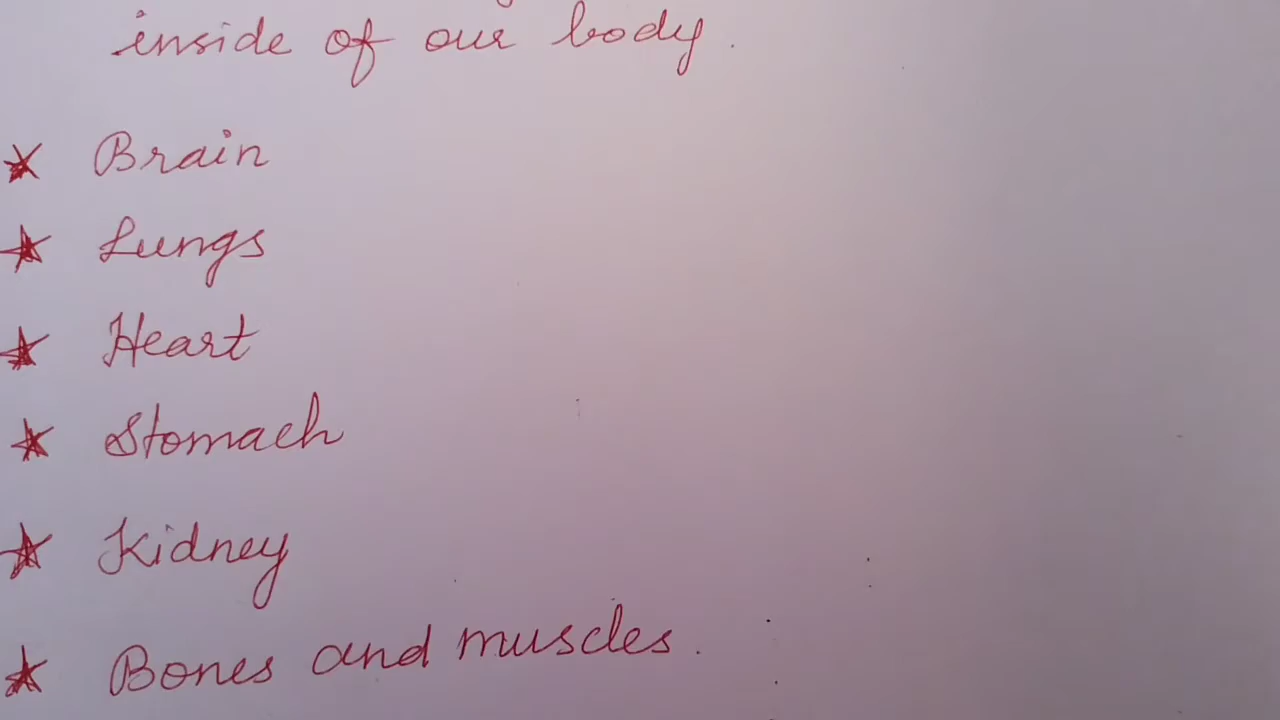 inside of our body.
Brain
Lungs
Heart
Stomach
Kidney
Bones and muscles.